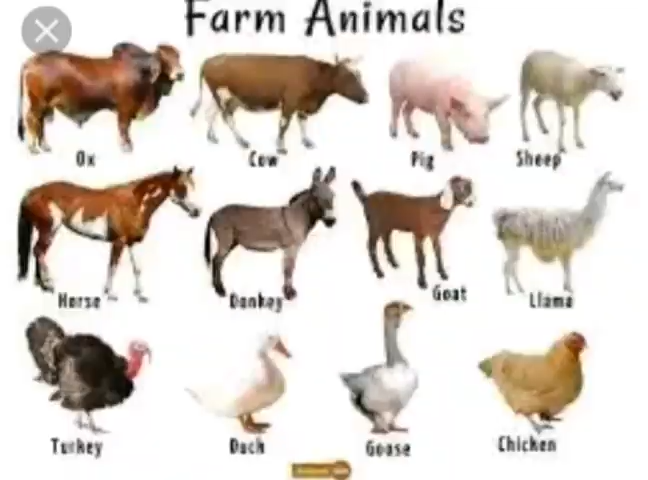 Farm Animals
Ox Cow Pig Sheep
Horse Donkey Goat Llama
Turkey Duck Goose Chicken